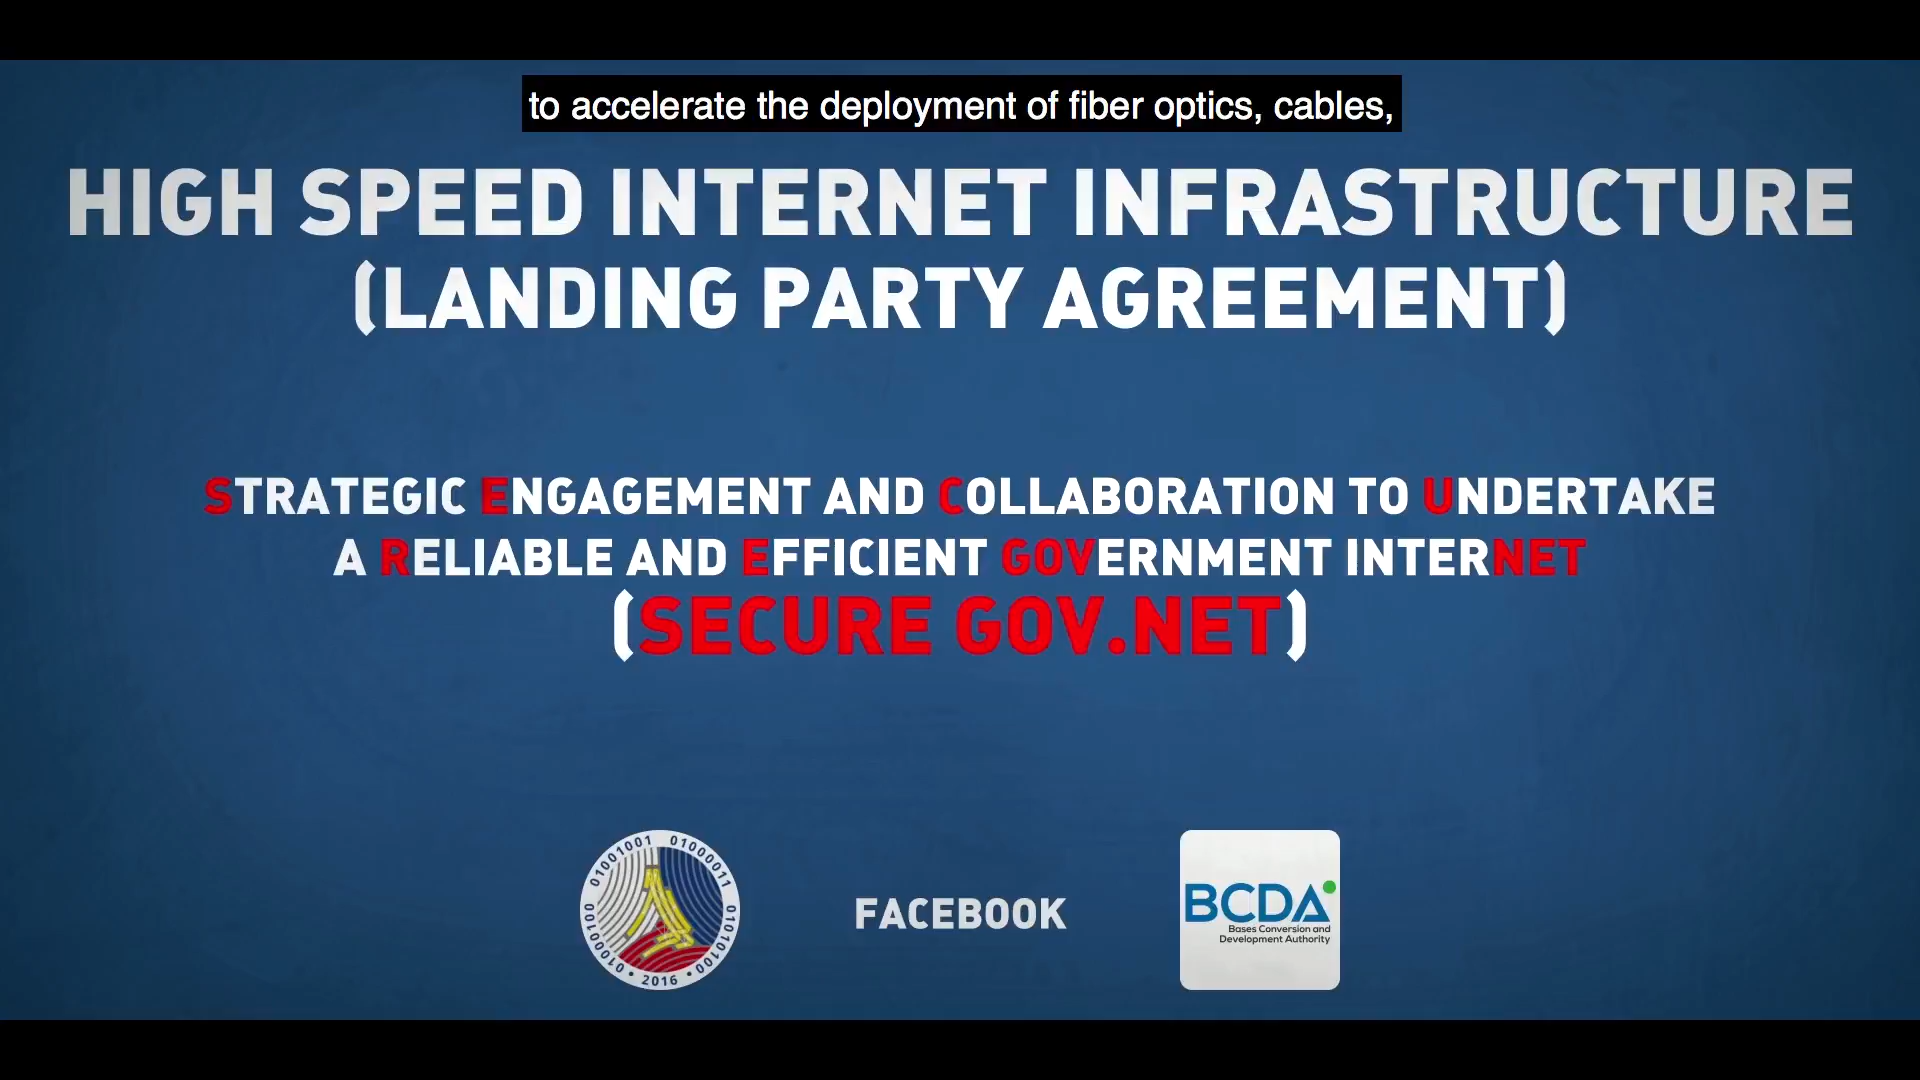 to accelerate the deployment of fiber optics, cables,
HIGH SPEED INTERNET INFRASTRUCTURE
(LANDING PARTY AGREEMENT)
STRATEGIC ENGAGEMENT AND COLLABORATION TO UNDERTAKE
A RELIABLE AND EFFICIENT GOVERNMENT INTERNET
(SECURE GOV.NET)
01001001 01000011 01010100 • 2016 • 01000100
FACEBOOK
BCDA
Bases Conversion and
Development Authority